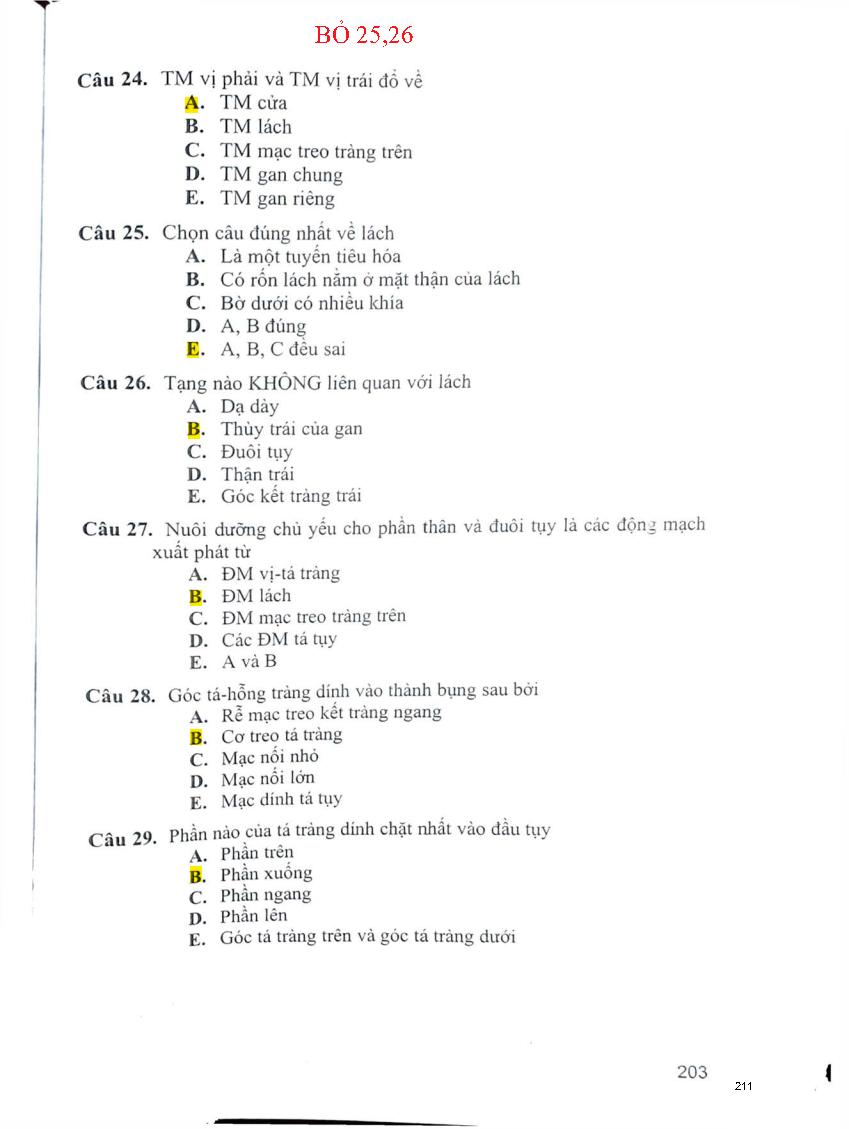 BỎ 25,26
Câu 24. TM vị phải và TM vị trái đổ về
A. TM cửa
B. TM lách
C. TM mạc treo tràng trên
D. TM gan chung
E. TM gan riêng
Câu 25. Chọn câu đúng nhất về lách
A. Là một tuyến tiêu hóa
B. Có rốn lách nằm ở mặt thận của lách
C. Bờ dưới có nhiều khía
D. A, B đúng
E. A, B, C đều sai
Câu 26. Tạng nào KHÔNG liên quan với lách
A. Dạ dày
B. Thùy trái của gan
C. Đuôi tụy
D. Thận trái
E. Góc kết tràng trái
Câu 27. Nuôi dưỡng chủ yếu cho phần thân và đuôi tụy là các động mạch
xuất phát từ
A. ĐM vị-tá tràng
B. ĐM lách
C. ĐM mạc treo tràng trên
D. Các ĐM tá tụy
E. A và B
Câu 28. Góc tá-hỗng tràng dính vào thành bụng sau bởi
A. Rễ mạc treo kết tràng ngang
B. Cơ treo tá tràng
C. Mạc nối nhỏ
D. Mạc nối lớn
E. Mạc dính tá tụy
Câu 29. Phần nào của tá tràng dính chặt nhất vào đầu tụy
A. Phần trên
B. Phần xuống
C. Phần ngang
D. Phần lên
E. Góc tá tràng trên và góc tá tràng dưới
203
211